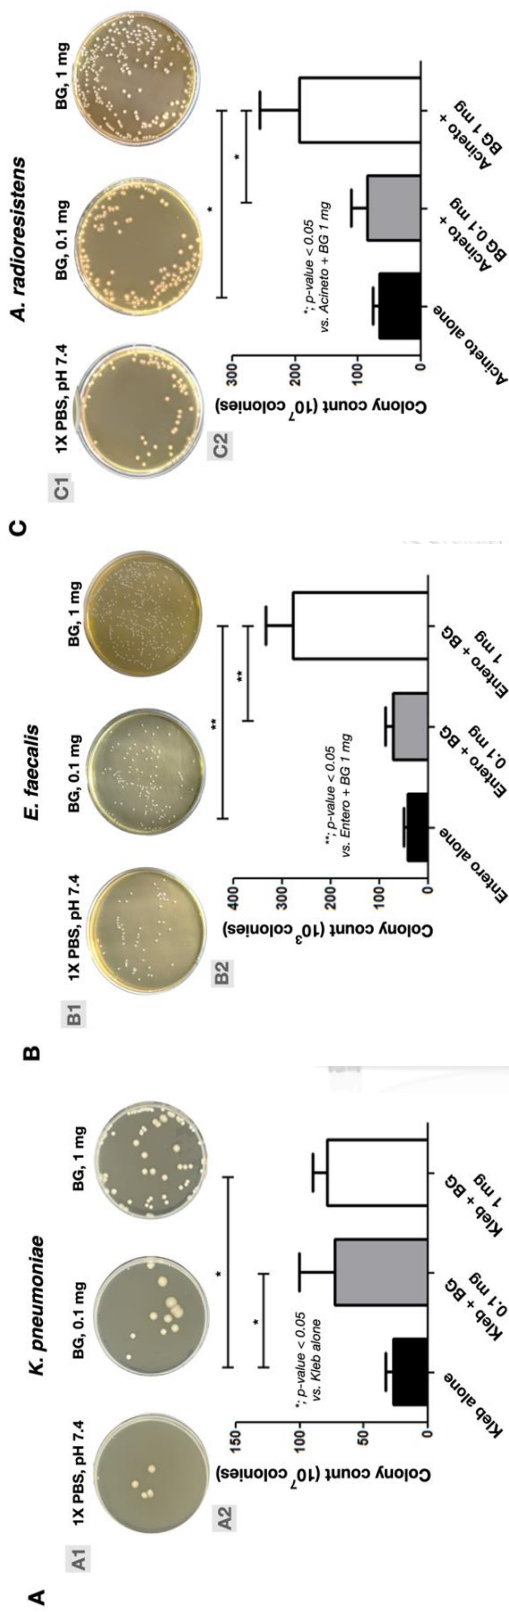 A
K. pneumoniae
A1
1X PBS, pH 7.4
BG, 0.1 mg
BG, 1 mg
A2
Colony count (10⁷ colonies)
150
100
50
0
*
*
*; p-value < 0.05
vs. Kleb alone
Kleb alone
Kleb + BG
0.1 mg
Kleb + BG
1 mg
B
E. faecalis
B1
1X PBS, pH 7.4
BG, 0.1 mg
BG, 1 mg
B2
Colony count (10³ colonies)
400
300
200
100
0
**
**
**; p-value < 0.05
vs. Entero + BG 1 mg
Entero alone
Entero + BG
0.1 mg
Entero + BG
1 mg
C
A. radioresistens
C1
1X PBS, pH 7.4
BG, 0.1 mg
BG, 1 mg
C2
Colony count (10⁷ colonies)
300
200
100
0
*
*
*; p-value < 0.05
vs. Acineto + BG 1 mg
Acineto alone
Acineto +
BG 0.1 mg
Acineto +
BG 1 mg